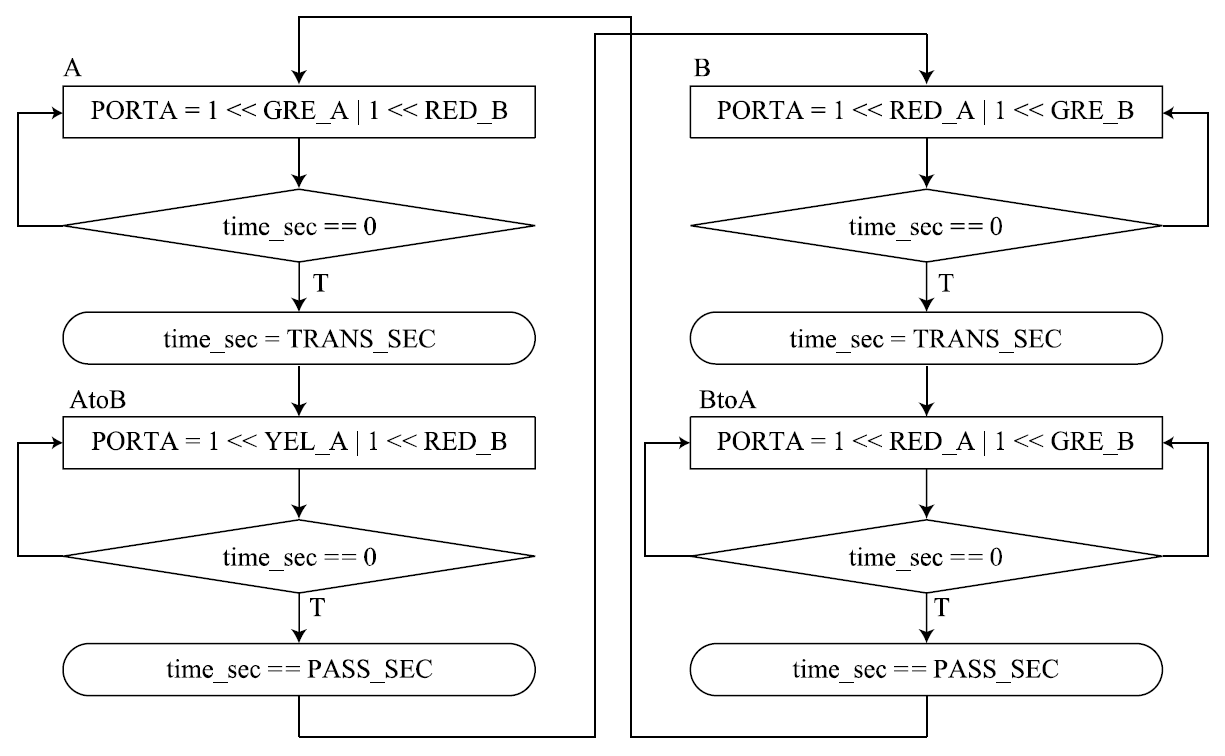 A
PORTA = 1 << GRE_A | 1 << RED_B
time_sec == 0
T
time_sec = TRANS_SEC
AtoB
PORTA = 1 << YEL_A | 1 << RED_B
time_sec == 0
T
time_sec == PASS_SEC
B
PORTA = 1 << RED_A | 1 << GRE_B
time_sec == 0
T
time_sec = TRANS_SEC
BtoA
PORTA = 1 << RED_A | 1 << GRE_B
time_sec == 0
T
time_sec == PASS_SEC